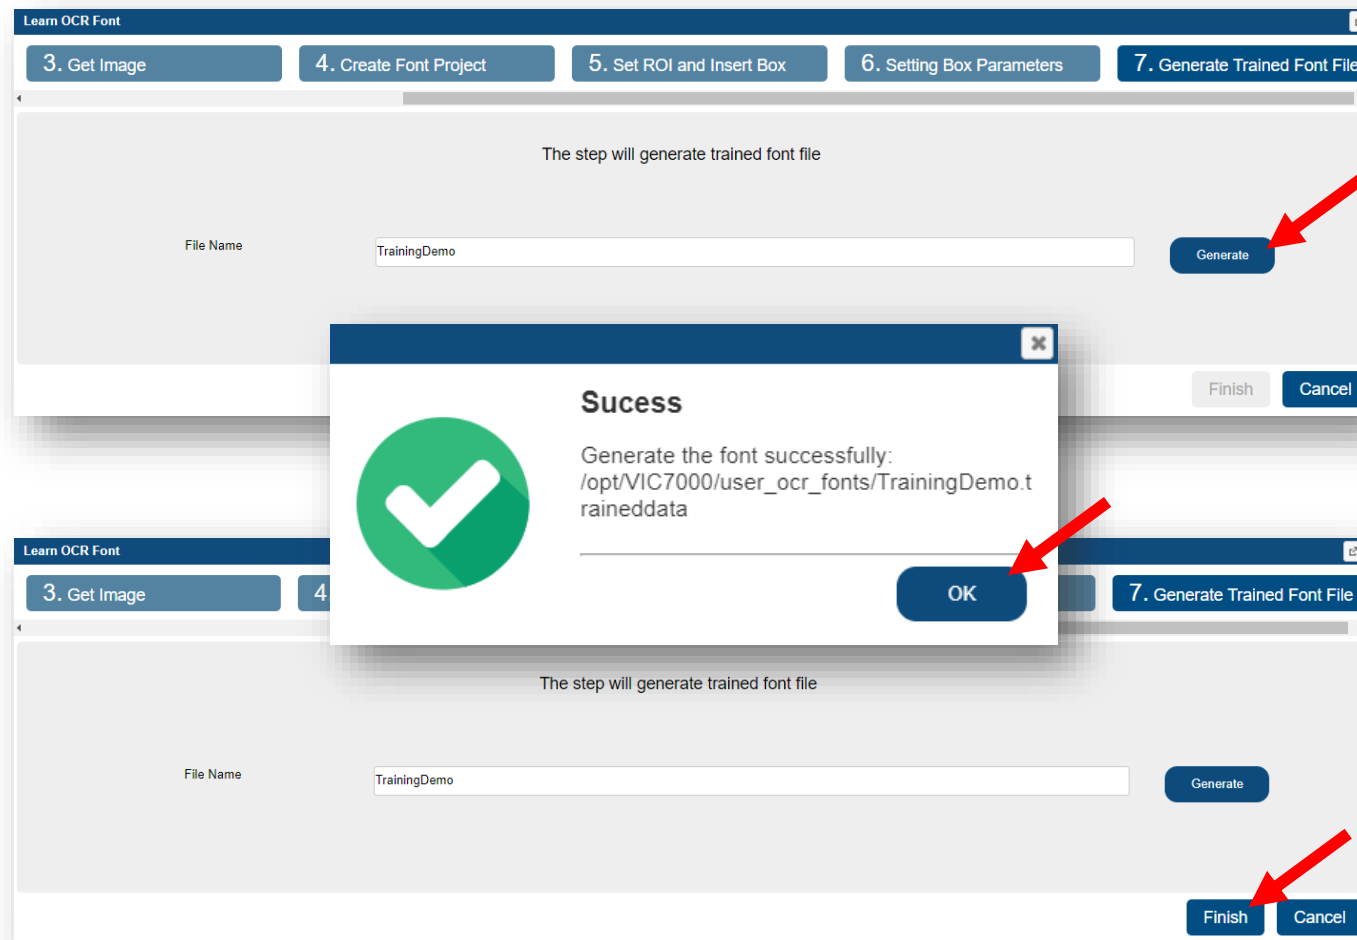 Learn OCR Font
3. Get Image
4. Create Font Project
5. Set ROI and Insert Box
6. Setting Box Parameters
7. Generate Trained Font File
The step will generate trained font file
File Name
TrainingDemo
Generate
Finish
Cancel
Sucess
Generate the font successfully:
/opt/VIC7000/user_ocr_fonts/TrainingDemo.t
raineddata
OK
Learn OCR Font
3. Get Image
4.
7. Generate Trained Font File
The step will generate trained font file
File Name
TrainingDemo
Generate
Finish
Cancel